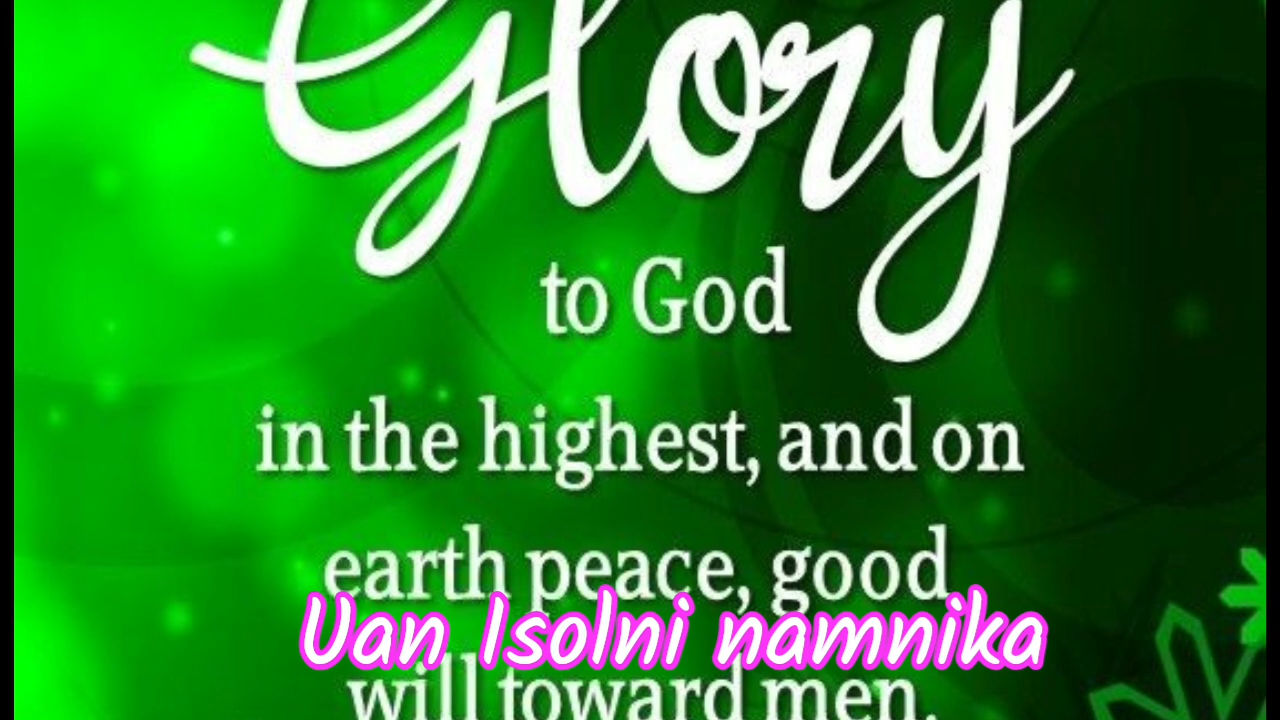 Glory
to God
in the highest, and on
earth peace, good
Uan Isolni namnika
will toward men.